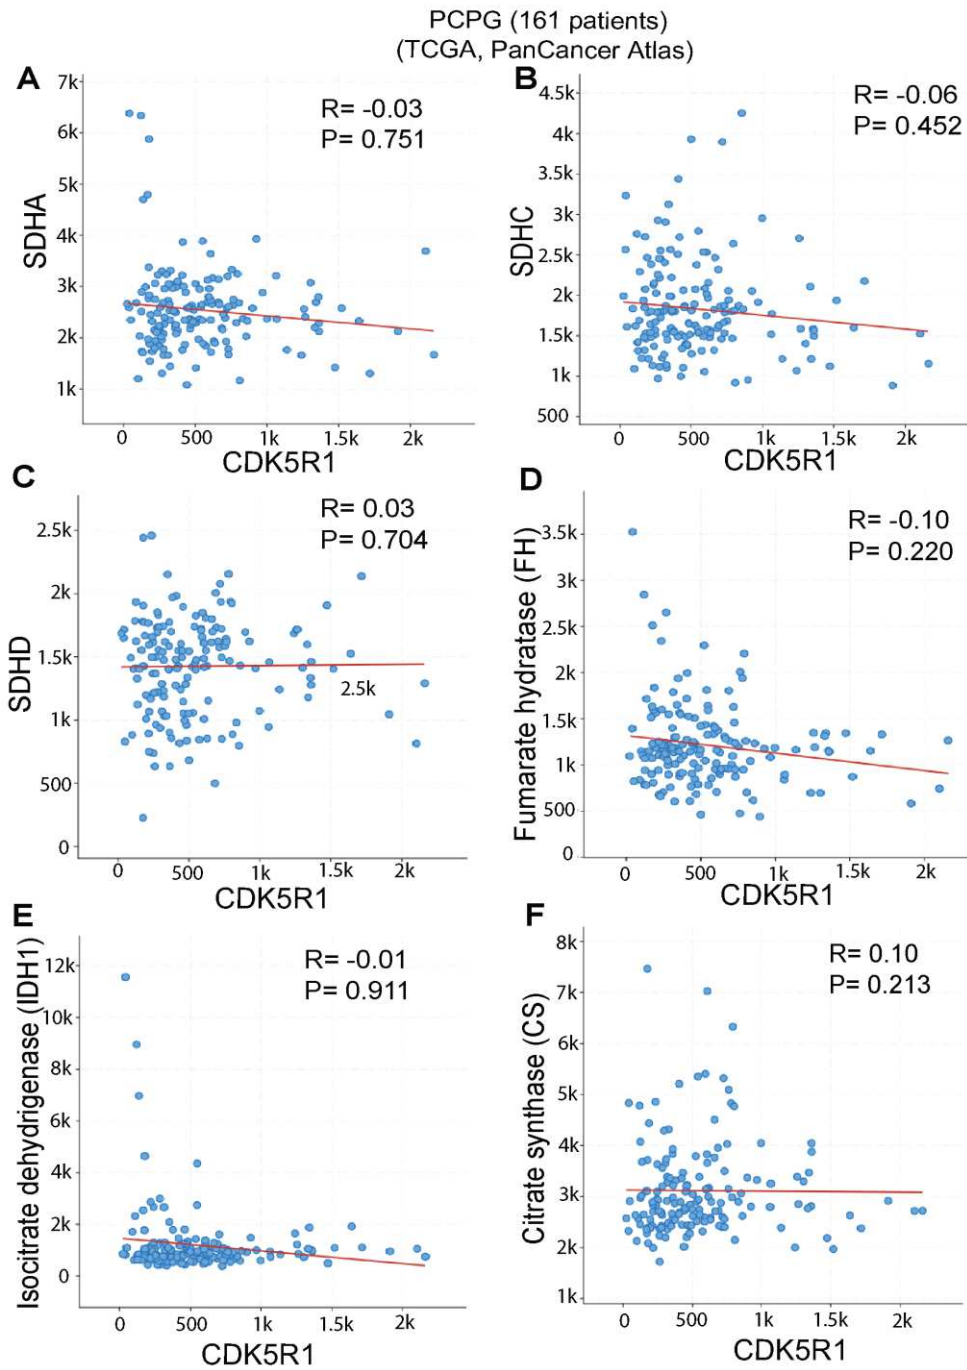 PCPG (161 patients)
(TCGA, PanCancer Atlas)
A
7k
6k
5k
4k
3k
2k
1k
SDHA
R= -0.03
P= 0.751
0 500 1k 1.5k 2k
CDK5R1
B
4.5k
4k
3.5k
3k
2.5k
2k
1.5k
1k
500
SDHC
R= -0.06
P= 0.452
0 500 1k 1.5k 2k
CDK5R1
C
2.5k
2k
1.5k
1k
500
0
SDHD
R= 0.03
P= 0.704
2.5k
0 500 1k 1.5k 2k
CDK5R1
D
3.5k
3k
2k
1.5k
1k
500
0
Fumarate hydratase (FH)
R= -0.10
P= 0.220
0 500 1k 1.5k 2k
CDK5R1
E
12k
10k
8k
6k
4k
2k
0
Isocitrate dehydrigenase (IDH1)
R= -0.01
P= 0.911
0 500 1k 1.5k 2k
CDK5R1
F
8k
7k
6k
5k
4k
3k
2k
1k
Citrate synthase (CS)
R= 0.10
P= 0.213
0 500 1k 1.5k 2k
CDK5R1